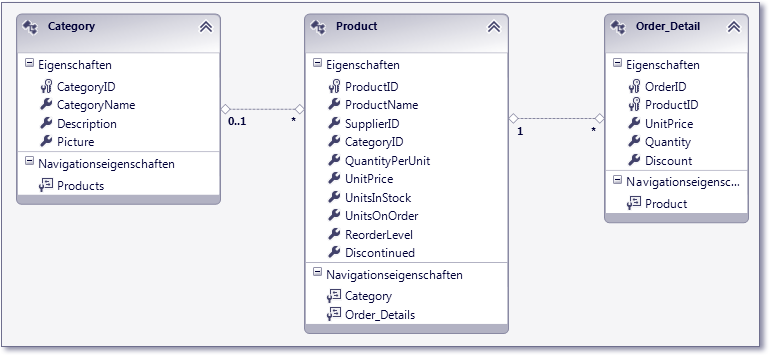 Category
Eigenschaften
CategoryID
CategoryName
Description
Picture
Navigationseigenschaften
Products
0..1
*
Product
Eigenschaften
ProductID
ProductName
SupplierID
CategoryID
QuantityPerUnit
UnitPrice
UnitsInStock
UnitsOnOrder
ReorderLevel
Discontinued
Navigationseigenschaften
Category
Order_Details
1
*
Order_Detail
Eigenschaften
OrderID
ProductID
UnitPrice
Quantity
Discount
Navigationseigensc...
Product